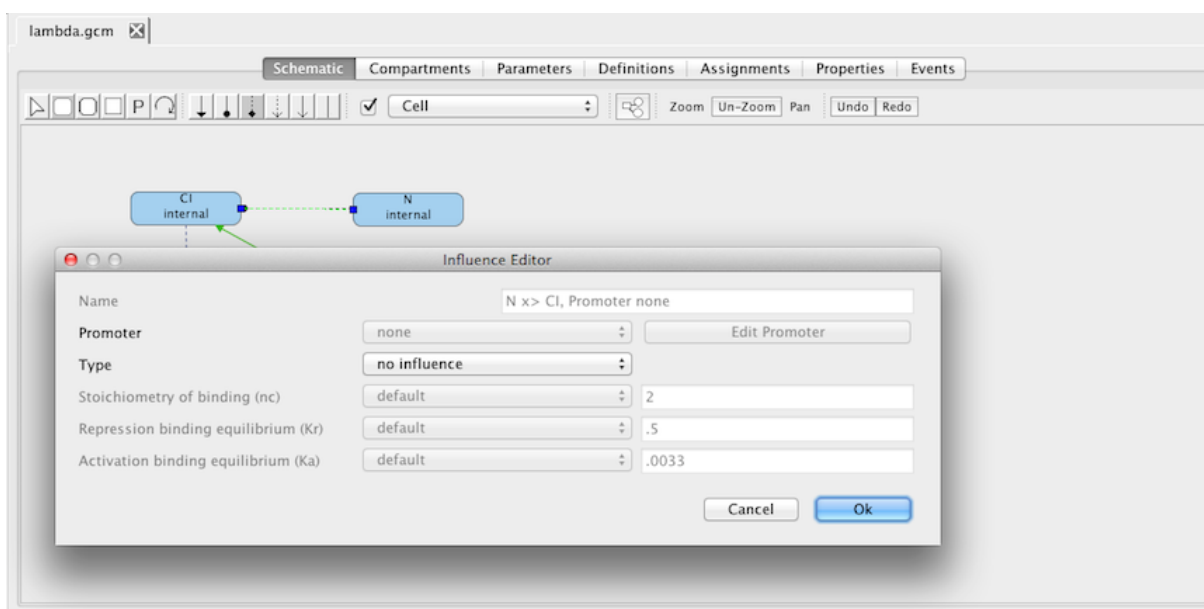 lambda.gcm
Schematic Compartments Parameters Definitions Assignments Properties Events
P Cell Zoom Un-Zoom Pan Undo Redo
CI
internal
N
internal
Influence Editor
Name N x> CI, Promoter none
Promoter none Edit Promoter
Type no influence
Stoichiometry of binding (nc) default 2
Repression binding equilibrium (Kr) default .5
Activation binding equilibrium (Ka) default .0033
Cancel Ok